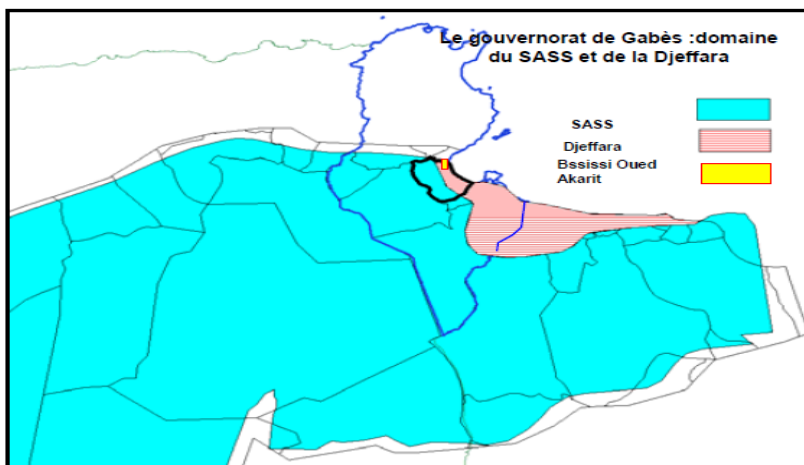 Le gouvernorat de Gabès :domaine
du SASS et de la Djeffara
SASS
Djeffara
Bssissi Oued
Akarit